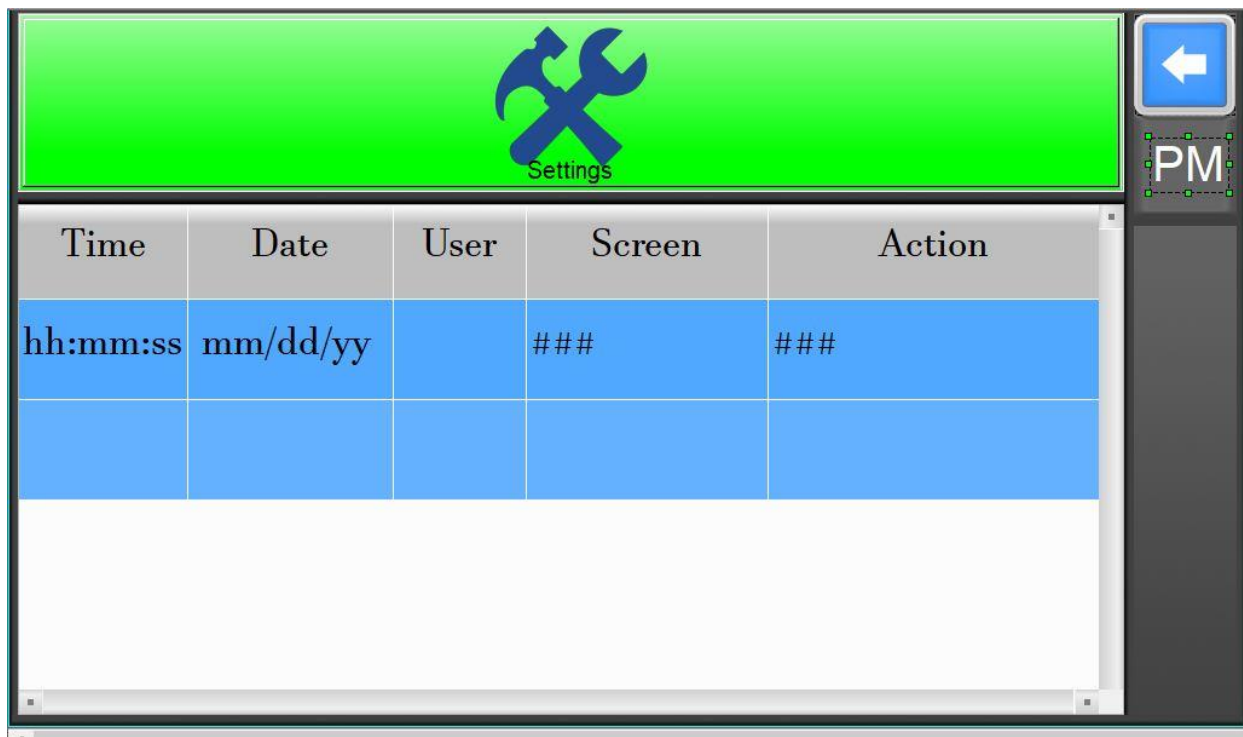 Settings
PM
Time Date User Screen Action
hh:mm:ss mm/dd/yy ### ###